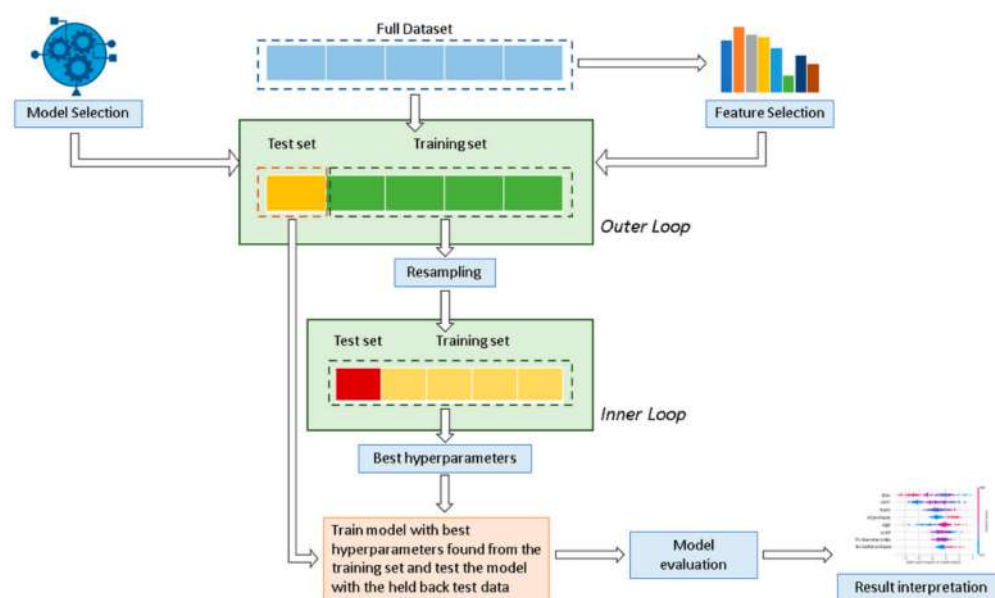 Full Dataset
Model Selection
Feature Selection
Test set
Training set
Outer Loop
Resampling
Test set
Training set
Inner Loop
Best hyperparameters
Train model with best
hyperparameters found from the
training set and test the model
with the held back test data
Model
evaluation
Result interpretation